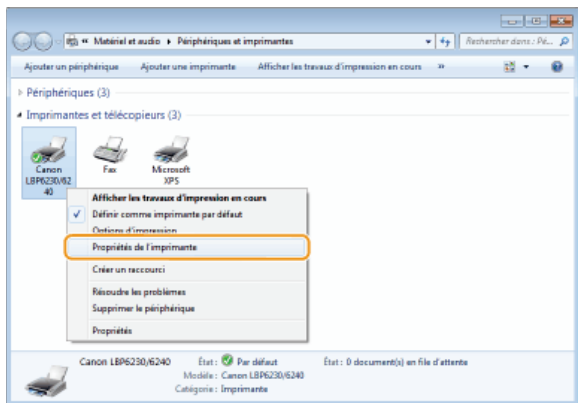 « Matériel et audio ▸ Périphériques et imprimantes
Rechercher dans : Pé...
Ajouter un périphérique Ajouter une imprimante Afficher les travaux d'impression en cours »
Périphériques (3)
Imprimantes et télécopieurs (3)
Canon LBP6230/62 40
Fax
Microsoft XPS
Afficher les travaux d'impression en cours
Définir comme imprimante par défaut
Options d'impression
Propriétés de l'imprimante
Créer un raccourci
Résoudre les problèmes
Supprimer le périphérique
Propriétés
Canon LBP6230/6240 État : Par défaut État : 0 document(s) en file d'attente
Modèle : Canon LBP6230/6240
Catégorie : Imprimante